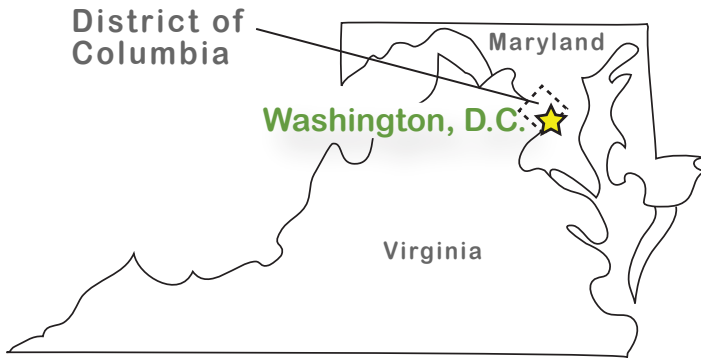 District of
Columbia
Maryland
Washington, D.C.
Virginia